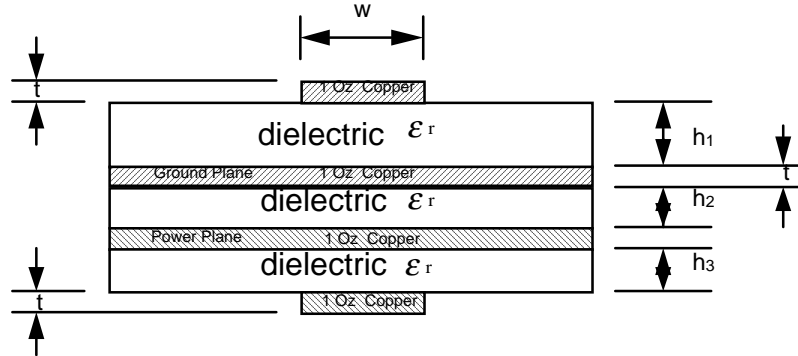 w
t
1 Oz Copper
dielectric εr
h1
Ground Plane 1 Oz Copper
t
dielectric εr
h2
Power Plane 1 Oz Copper
dielectric εr
h3
t
1 Oz Copper